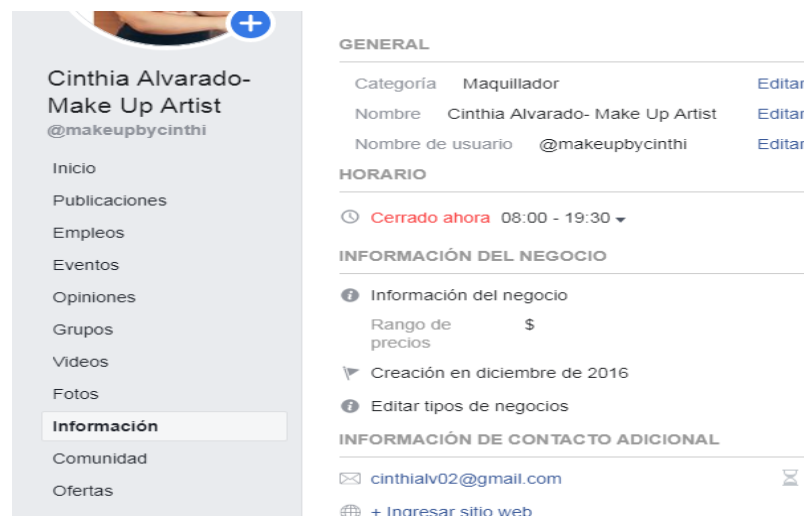 Cinthia Alvarado-
Make Up Artist
@makeupbycinthi
Inicio
Publicaciones
Empleos
Eventos
Opiniones
Grupos
Videos
Fotos
Información
Comunidad
Ofertas
GENERAL
Categoría Maquillador Editar
Nombre Cinthia Alvarado- Make Up Artist Editar
Nombre de usuario @makeupbycinthi Editar
HORARIO
Cerrado ahora 08:00 - 19:30
INFORMACIÓN DEL NEGOCIO
Información del negocio
Rango de $
precios
Creación en diciembre de 2016
Editar tipos de negocios
INFORMACIÓN DE CONTACTO ADICIONAL
cinthialv02@gmail.com
+ Ingresar sitio web